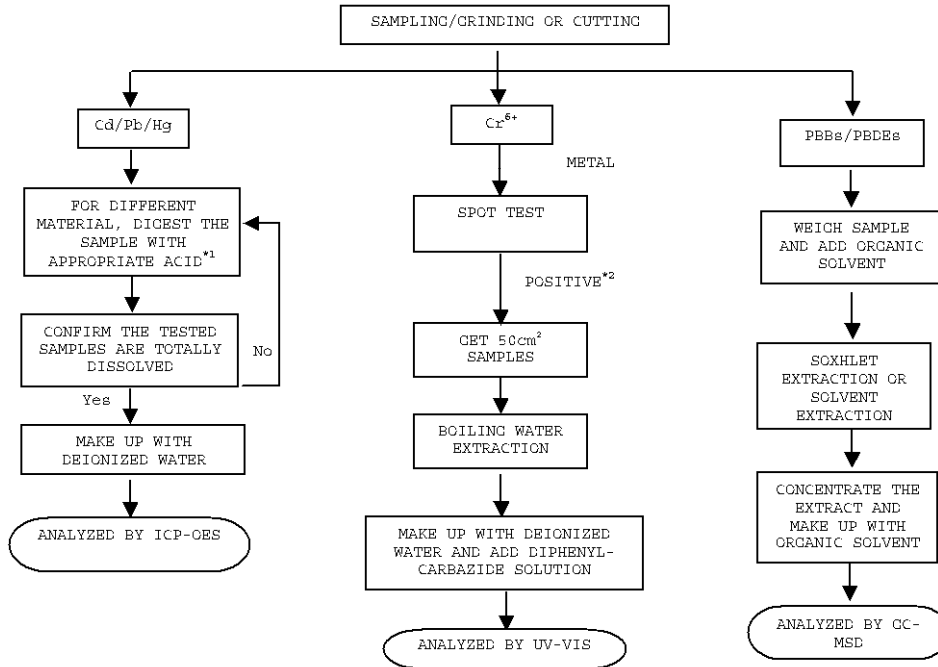 SAMPLING/GRINDING OR CUTTING
Cd/Pb/Hg
FOR DIFFERENT
MATERIAL, DIGEST THE
SAMPLE WITH
APPROPRIATE ACID*1
CONFIRM THE TESTED
SAMPLES ARE TOTALLY
DISSOLVED
No
Yes
MAKE UP WITH
DEIONIZED WATER
ANALYZED BY ICP-OES
Cr6+
METAL
SPOT TEST
POSITIVE*2
GET 50cm²
SAMPLES
BOILING WATER
EXTRACTION
MAKE UP WITH DEIONIZED
WATER AND ADD DIPHENYL-
CARBAZIDE SOLUTION
ANALYZED BY UV-VIS
PBBs/PBDEs
WEIGH SAMPLE
AND ADD ORGANIC
SOLVENT
SOXHLET
EXTRACTION OR
SOLVENT
EXTRACTION
CONCENTRATE THE
EXTRACT AND
MAKE UP WITH
ORGANIC SOLVENT
ANALYZED BY GC-
MSD